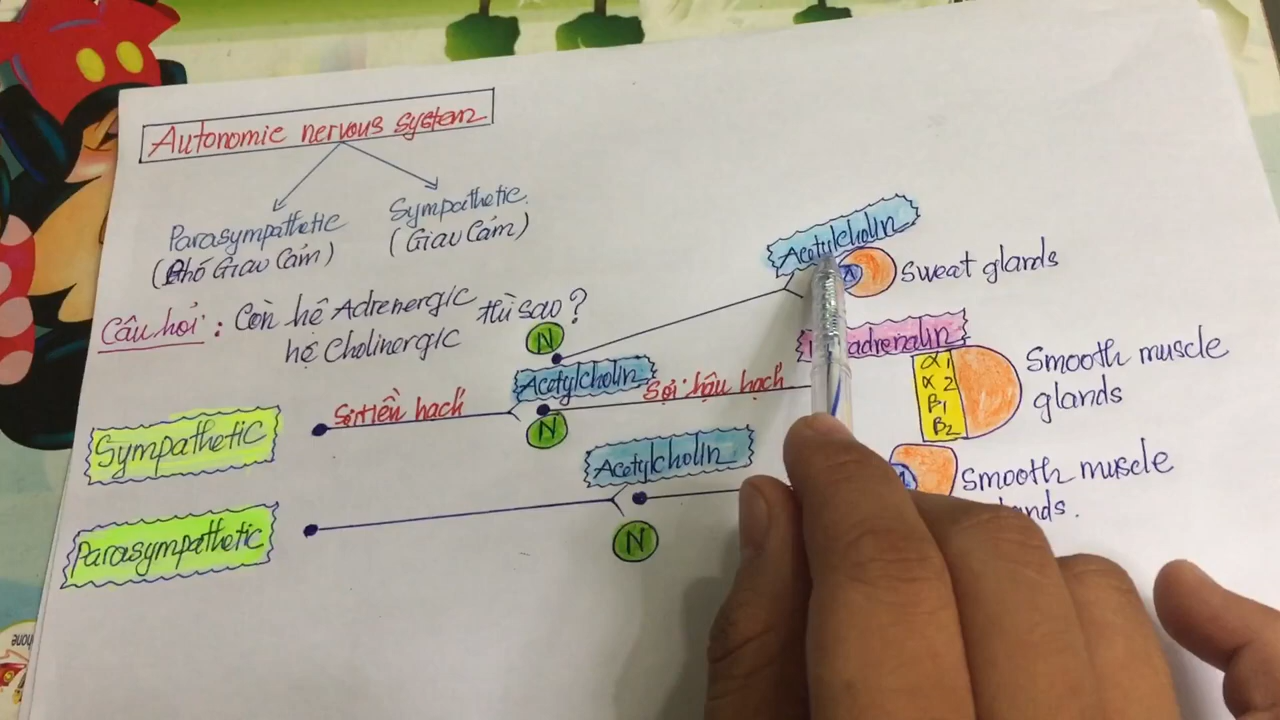 Autonomic nervous system
Parasympathetic
(Phó Giao Cảm)
Sympathetic
(Giao Cảm)
Câu hỏi: Còn hệ Adrenergic thì sao?
hệ Cholinergic
Acetylcholin
Sweat glands
N
Acetylcholin
adrenalin
α1
α2
β1
β2
Smooth muscle
glands
Sympathetic
Sợi tiền hạch
N
Sợi hậu hạch
Acetylcholin
Smooth muscle
Parasympathetic
N